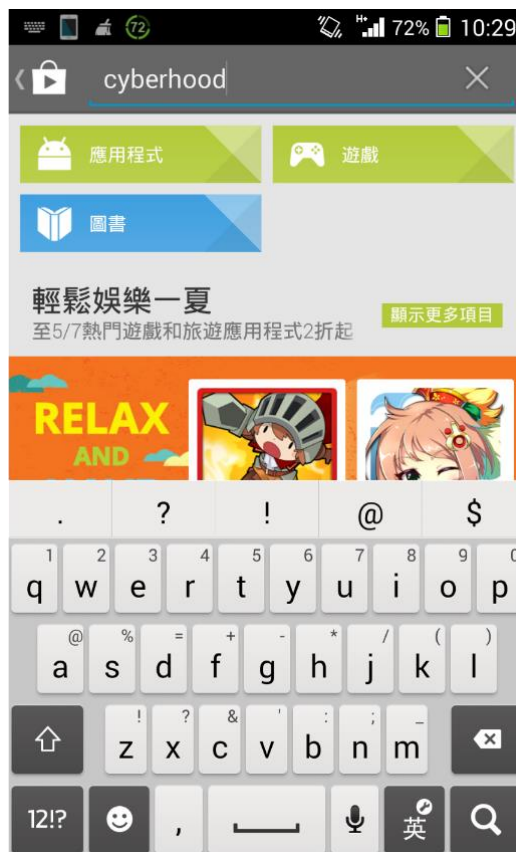 72 H+ 72% 10:29
cyberhood
應用程式 遊戲
圖書
輕鬆娛樂一夏
至5/7熱門遊戲和旅遊應用程式2折起 顯示更多項目
RELAX
AND
. ? ! @ $
1 2 3 4 5 6 7 8 9 0
q w e r t y u i o p
@ % = + - * / ( )
a s d f g h j k l
! ? & ' : ; _
z x c v b n m
12!? , 英